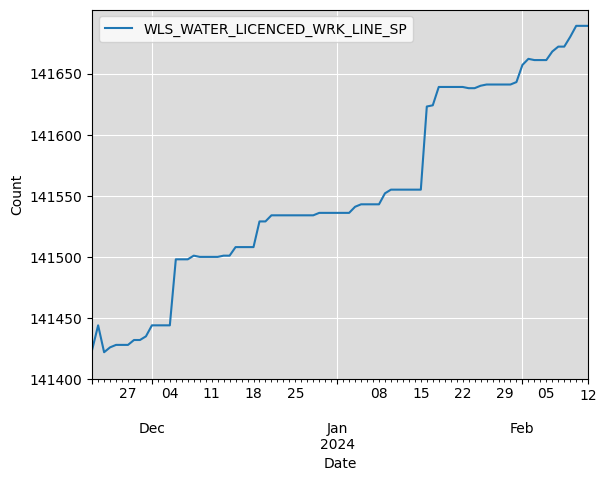 WLS_WATER_LICENCED_WRK_LINE_SP
Count
141650
141600
141550
141500
141450
141400
27 04 11 18 25 08 15 22 29 05 12
Dec Jan Feb
2024
Date